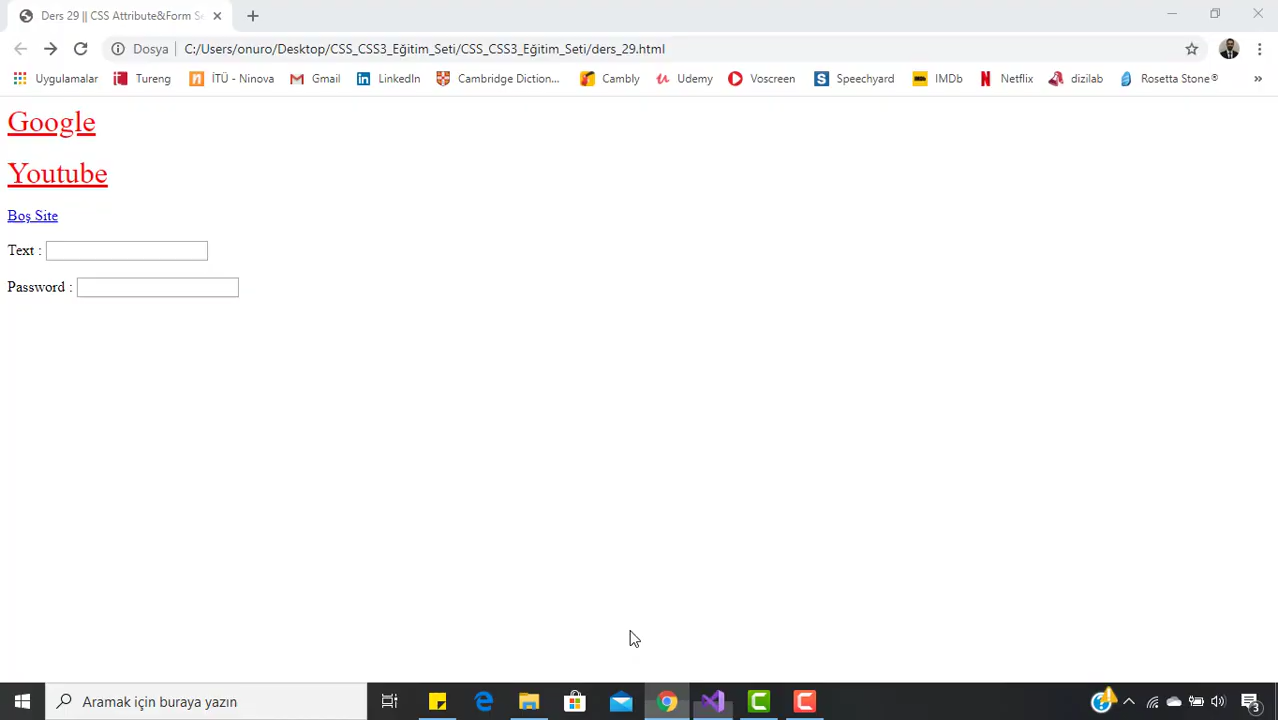 Ders 29 || CSS Attribute&Form Se
Dosya C:/Users/onuro/Desktop/CSS_CSS3_Eğitim_Seti/CSS_CSS3_Eğitim_Seti/ders_29.html
Uygulamalar Tureng İTÜ - Ninova Gmail LinkedIn Cambridge Diction... Cambly Udemy Voscreen Speechyard IMDb Netflix dizilab Rosetta Stone® »
Google
Youtube
Boş Site
Text :
Password :
Aramak için buraya yazın
3